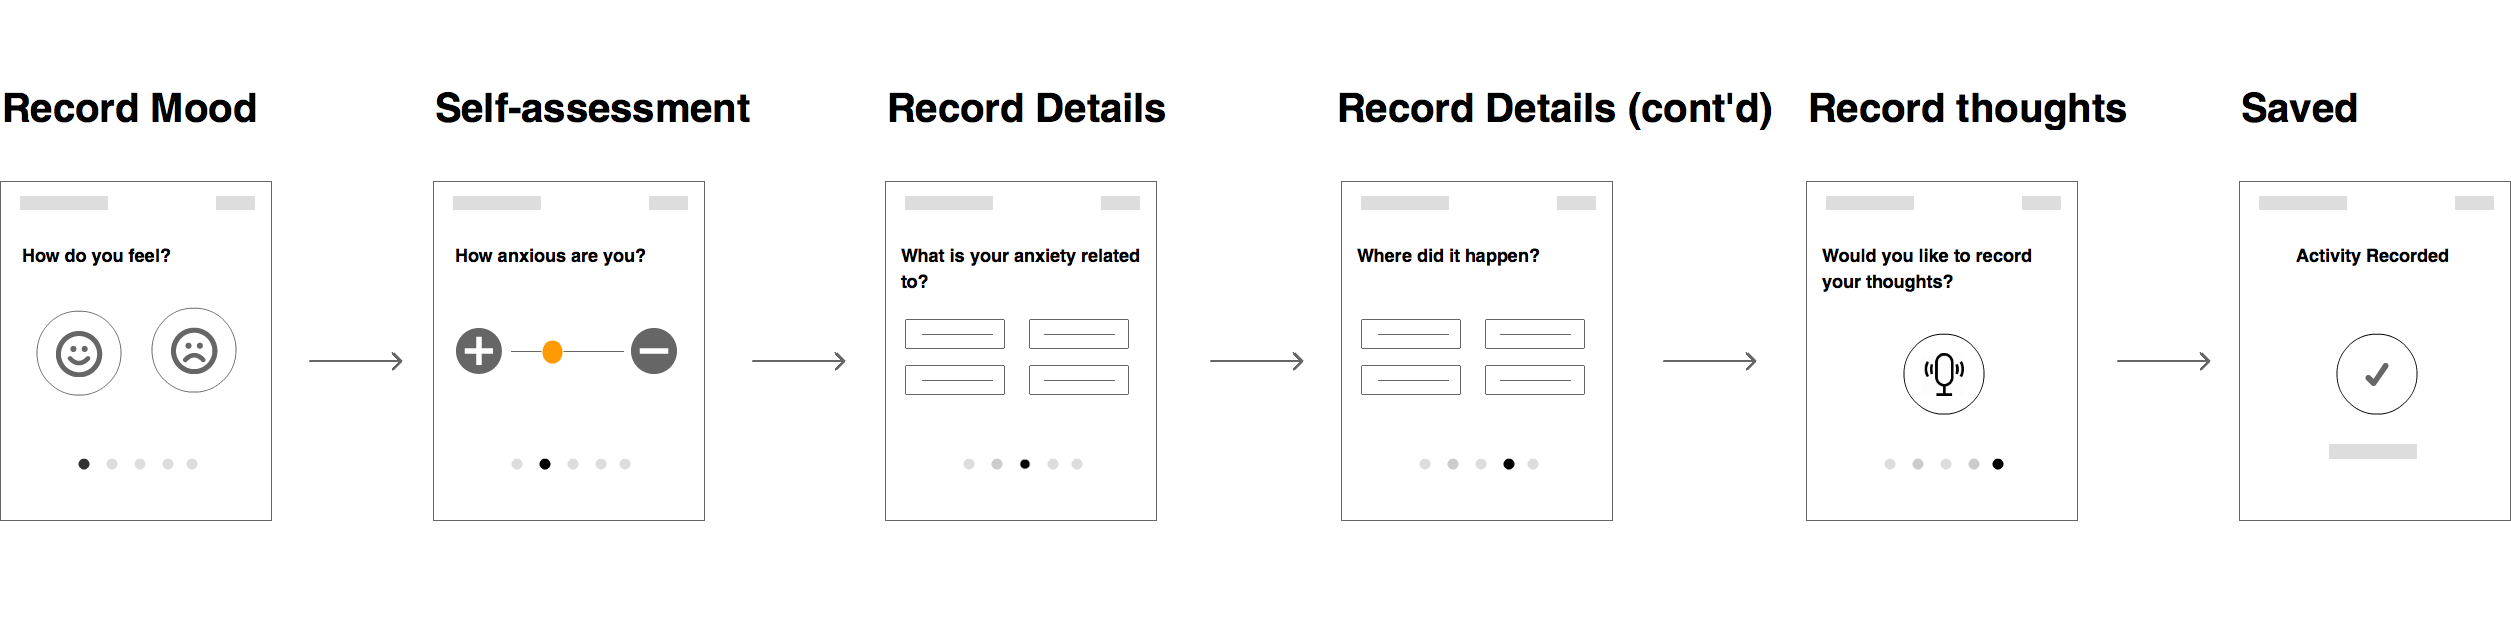 Record Mood
Self-assessment
Record Details
Record Details (cont'd)
Record thoughts
Saved
How do you feel?
How anxious are you?
What is your anxiety related
to?
Where did it happen?
Would you like to record
your thoughts?
Activity Recorded